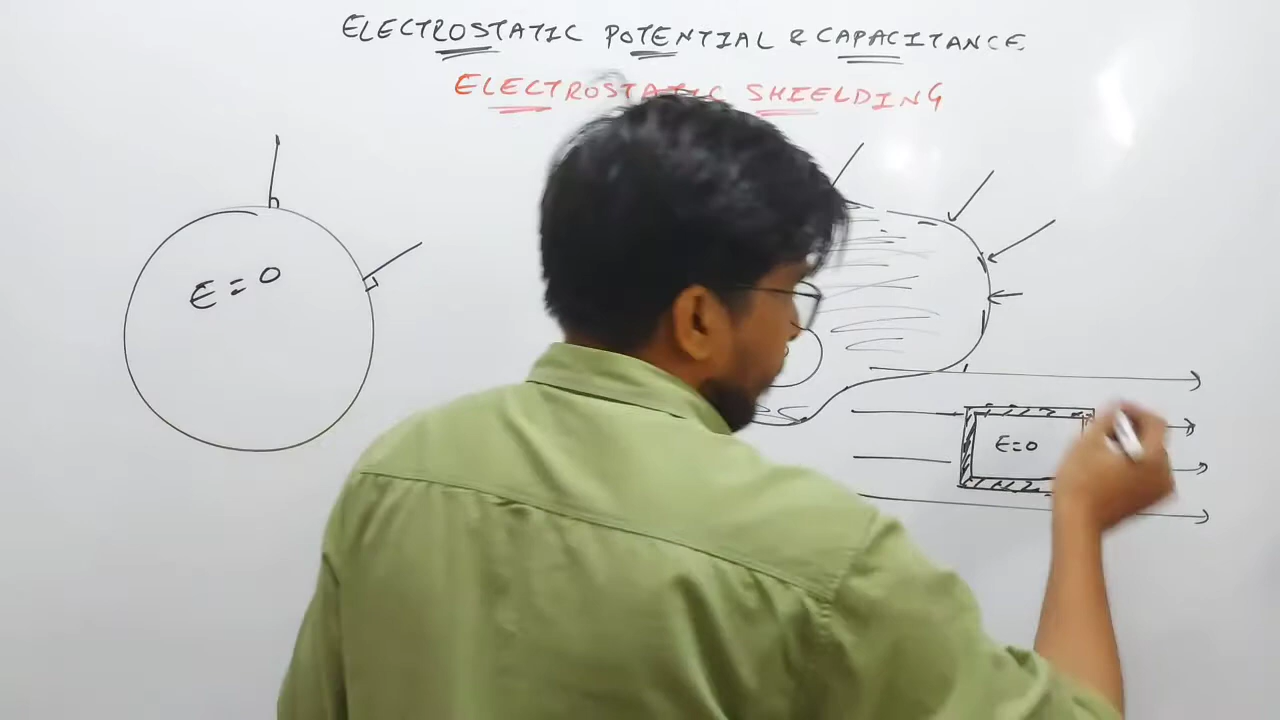 ELECTROSTATIC POTENTIAL & CAPACITANCE
ELECTROSTATIC SHIELDING
E = 0
E=0